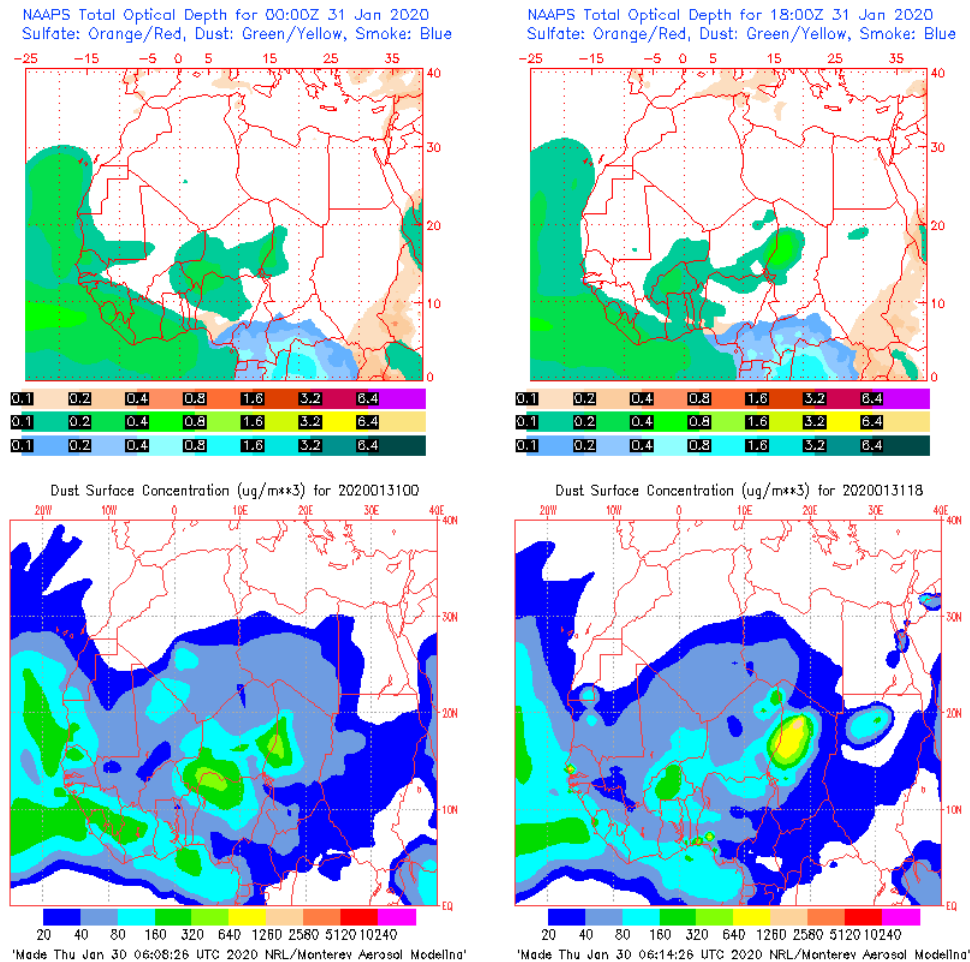 NAAPS Total Optical Depth for 00:00Z 31 Jan 2020
Sulfate: Orange/Red, Dust: Green/Yellow, Smoke: Blue
-25 -15 0 5 15 25 35 40
30
20
10
0
0.1 0.2 0.4 0.8 1.6 3.2 6.4
0.1 0.2 0.4 0.8 1.6 3.2 6.4
0.1 0.2 0.4 0.8 1.6 3.2 6.4
NAAPS Total Optical Depth for 18:00Z 31 Jan 2020
Sulfate: Orange/Red, Dust: Green/Yellow, Smoke: Blue
-25 -15 0 5 15 25 35 40
30
20
10
0
0.1 0.2 0.4 0.8 1.6 3.2 6.4
0.1 0.2 0.4 0.8 1.6 3.2 6.4
0.1 0.2 0.4 0.8 1.6 3.2 6.4
Dust Surface Concentration (ug/m**3) for 2020013100
20W 10W 0 10E 20E 30E 40E
40N
30N
20N
10N
EQ
20 40 80 160 320 640 1280 2560 5120 10240
'Made Thu Jan 30 06:08:26 UTC 2020 NRL/Monterey Aerosol Modeling'
Dust Surface Concentration (ug/m**3) for 2020013118
20W 10W 0 10E 20E 30E 40E
40N
30N
20N
10N
EQ
20 40 80 160 320 640 1280 2560 5120 10240
'Made Thu Jan 30 06:14:26 UTC 2020 NRL/Monterey Aerosol Modeling'